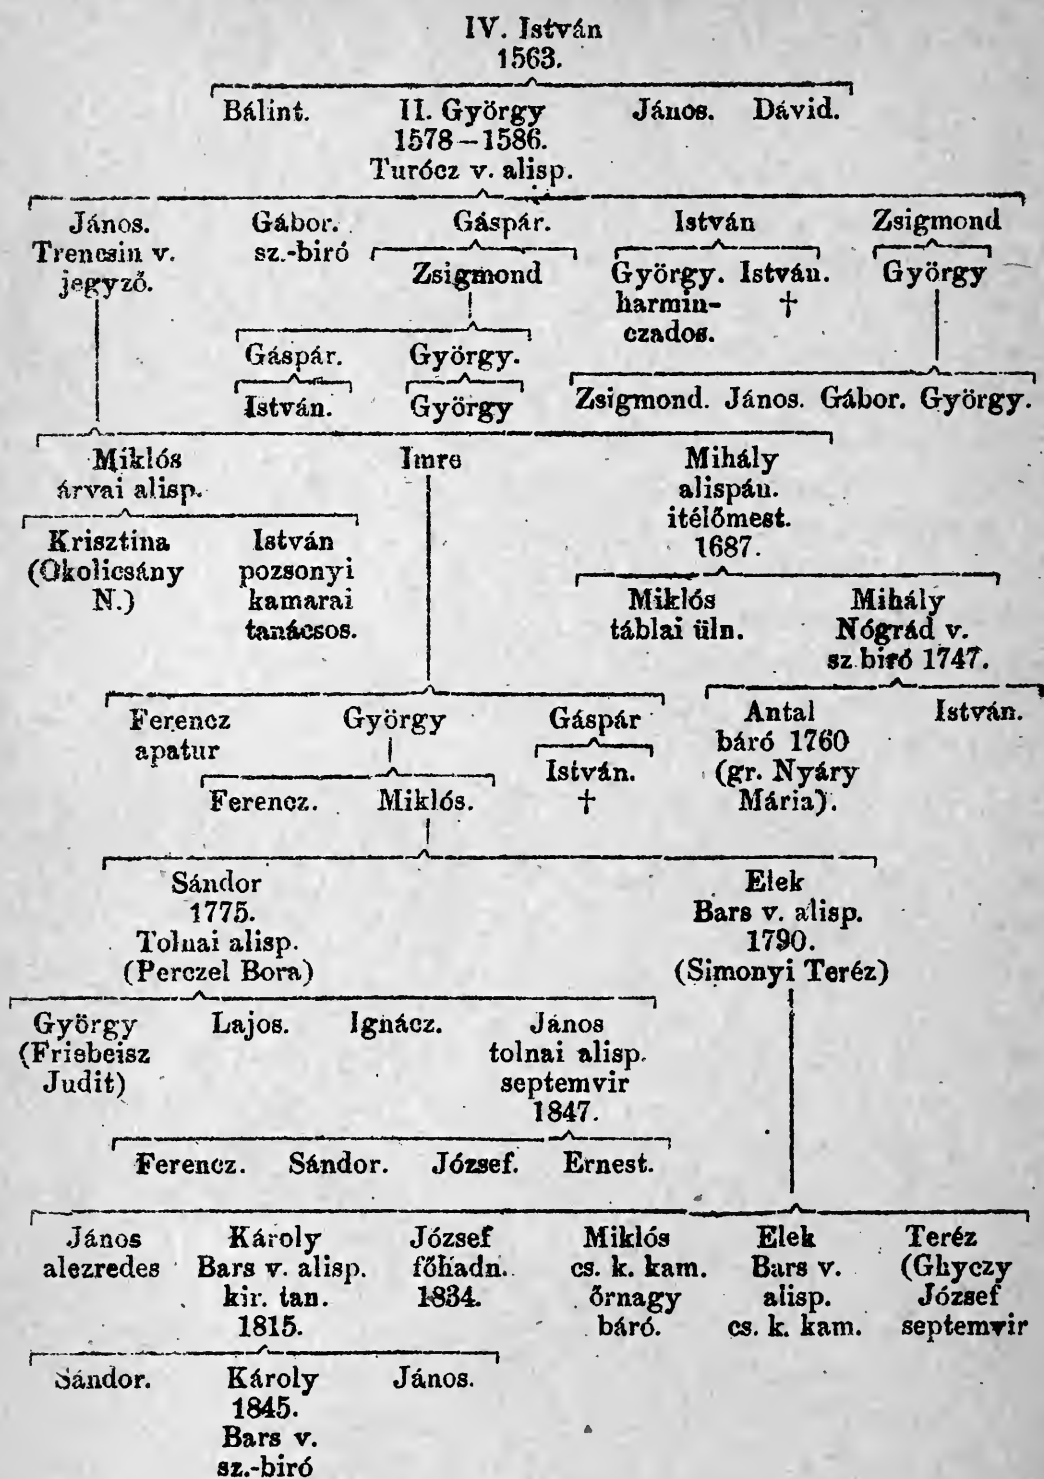 IV. István
1563.
Bálint. II. György János. Dávid.
1578–1586.
Turócz v. alisp.
János. Gábor. Gáspár. István Zsigmond
Trencsin v. sz.-biró
jegyző.
Zsigmond György. István. György
harmin- †
czados.
Gáspár. György.
István. György Zsigmond. János. Gábor. György.
Miklós Imre Mihály
árvai alisp. alispán.
itélőmest.
1687.
Krisztina István
(Okolicsány pozsonyi
N.) kamarai
tanácsos.
Miklós Mihály
táblai üln. Nógrád v.
sz.biró 1747.
Ferencz György Gáspár Antal István.
apatur báró 1760
István. (gr. Nyáry
† Mária).
Ferencz. Miklós.
Sándor Elek
1775. Bars v. alisp.
Tolnai alisp. 1790.
(Perczel Bora) (Simonyi Teréz)
György Lajos. Ignácz. János
(Friebeisz tolnai alisp.
Judit) septemvir
1847.
Ferencz. Sándor. József. Ernest.
János Károly József Miklós Elek Teréz
alezredes Bars v. alisp. főhadn. cs. k. kam. Bars v. (Ghyczy
kir. tan. 1834. őrnagy alisp. József
1815. báró. cs. k. kam. septemvir
Sándor. Károly János.
1845.
Bars v.
sz.-biró